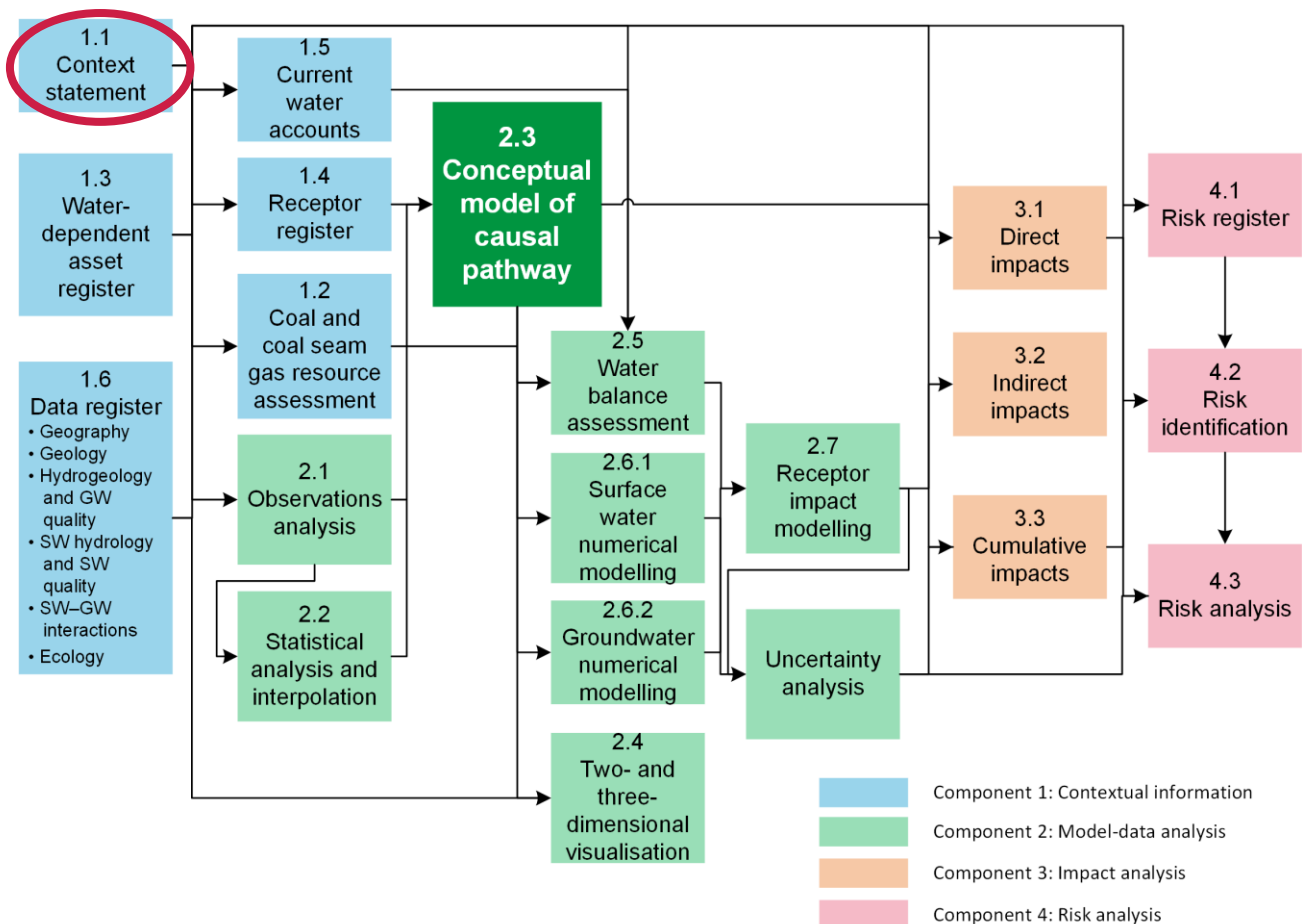 1.1
Context
statement
1.3
Water-
dependent
asset
register
1.6
Data register
• Geography
• Geology
• Hydrogeology
and GW
quality
• SW hydrology
and SW
quality
• SW–GW
interactions
• Ecology
1.5
Current
water
accounts
1.4
Receptor
register
1.2
Coal and
coal seam
gas resource
assessment
2.1
Observations
analysis
2.2
Statistical
analysis and
interpolation
2.3
Conceptual
model of
causal
pathway
2.5
Water
balance
assessment
2.6.1
Surface
water
numerical
modelling
2.6.2
Groundwater
numerical
modelling
2.4
Two- and
three-
dimensional
visualisation
2.7
Receptor
impact
modelling
Uncertainty
analysis
3.1
Direct
impacts
3.2
Indirect
impacts
3.3
Cumulative
impacts
4.1
Risk register
4.2
Risk
identification
4.3
Risk analysis
Component 1: Contextual information
Component 2: Model-data analysis
Component 3: Impact analysis
Component 4: Risk analysis